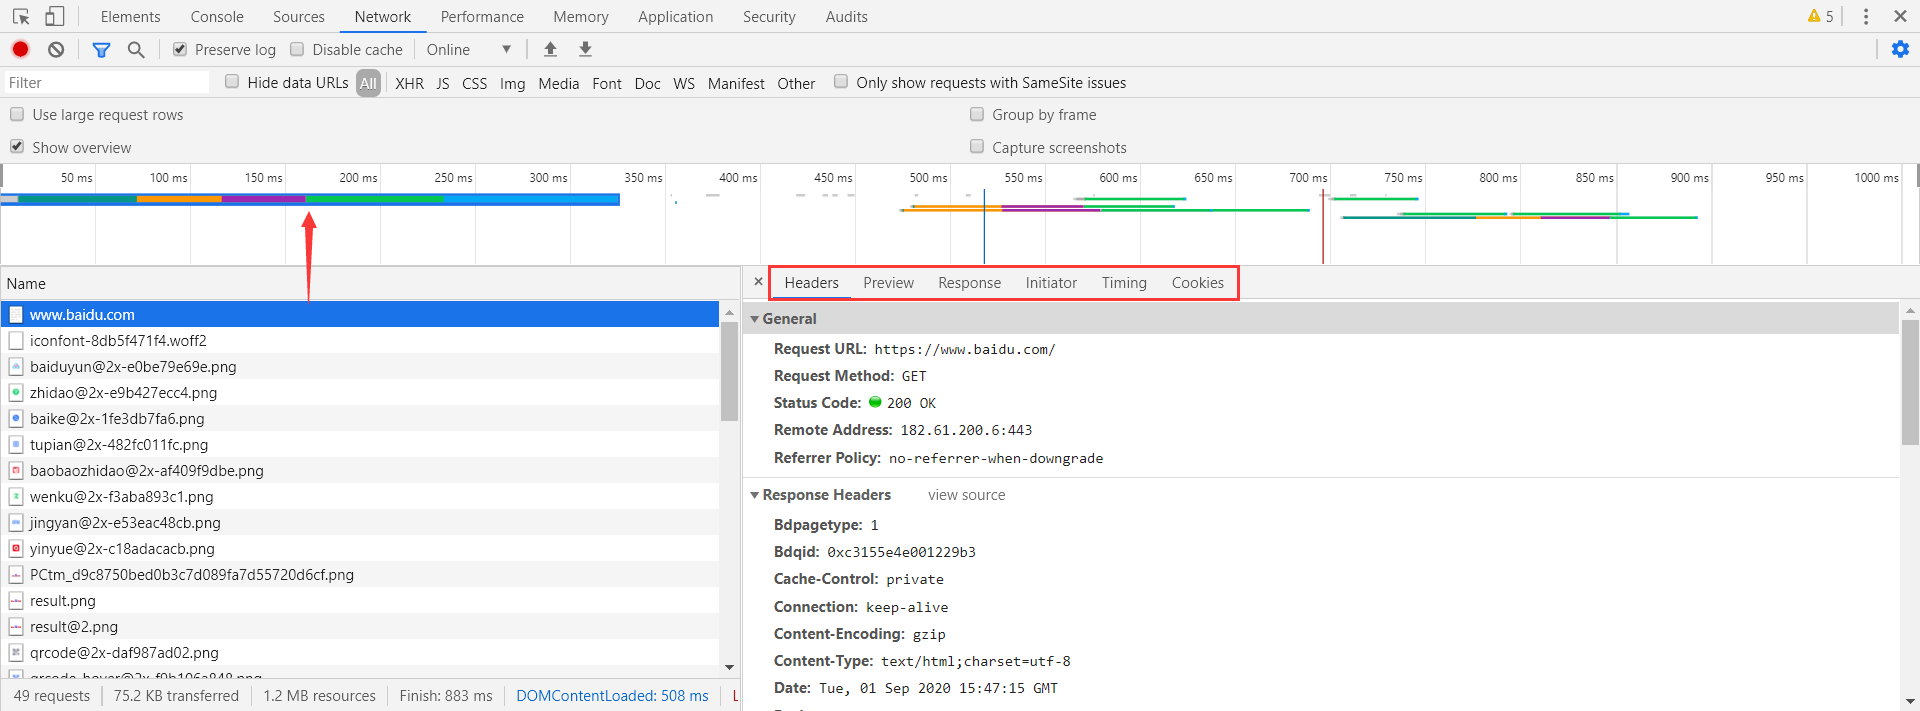 Elements Console Sources Network Performance Memory Application Security Audits 5
Preserve log Disable cache Online
Filter Hide data URLs All XHR JS CSS Img Media Font Doc WS Manifest Other Only show requests with SameSite issues
Use large request rows Group by frame
Show overview Capture screenshots
50 ms 100 ms 150 ms 200 ms 250 ms 300 ms 350 ms 400 ms 450 ms 500 ms 550 ms 600 ms 650 ms 700 ms 750 ms 800 ms 850 ms 900 ms 950 ms 1000 ms
Name
www.baidu.com
iconfont-8db5f471f4.woff2
baiduyun@2x-e0be79e69e.png
zhidao@2x-e9b427ecc4.png
baike@2x-1fe3db7fa6.png
tupian@2x-482fc011fc.png
baobaozhidao@2x-af409f9dbe.png
wenku@2x-f3aba893c1.png
jingyan@2x-e53eac48cb.png
yinyue@2x-c18adacacb.png
PCtm_d9c8750bed0b3c7d089fa7d55720d6cf.png
result.png
result@2.png
qrcode@2x-daf987ad02.png
49 requests 75.2 KB transferred 1.2 MB resources Finish: 883 ms DOMContentLoaded: 508 ms L
× Headers Preview Response Initiator Timing Cookies
General
Request URL: https://www.baidu.com/
Request Method: GET
Status Code: 200 OK
Remote Address: 182.61.200.6:443
Referrer Policy: no-referrer-when-downgrade
Response Headers view source
Bdpagetype: 1
Bdqid: 0xc3155e4e001229b3
Cache-Control: private
Connection: keep-alive
Content-Encoding: gzip
Content-Type: text/html;charset=utf-8
Date: Tue, 01 Sep 2020 15:47:15 GMT